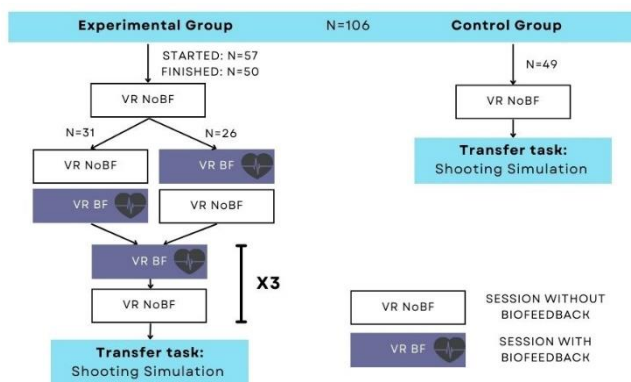 Experimental Group N=106 Control Group
STARTED: N=57
FINISHED: N=50
N=49
VR NoBF
VR NoBF
N=31
N=26
VR NoBF
VR BF
Transfer task:
Shooting Simulation
VR BF
VR NoBF
VR BF
X3
VR NoBF
VR NoBF
SESSION WITHOUT
BIOFEEDBACK
VR BF
SESSION WITH
BIOFEEDBACK
Transfer task:
Shooting Simulation